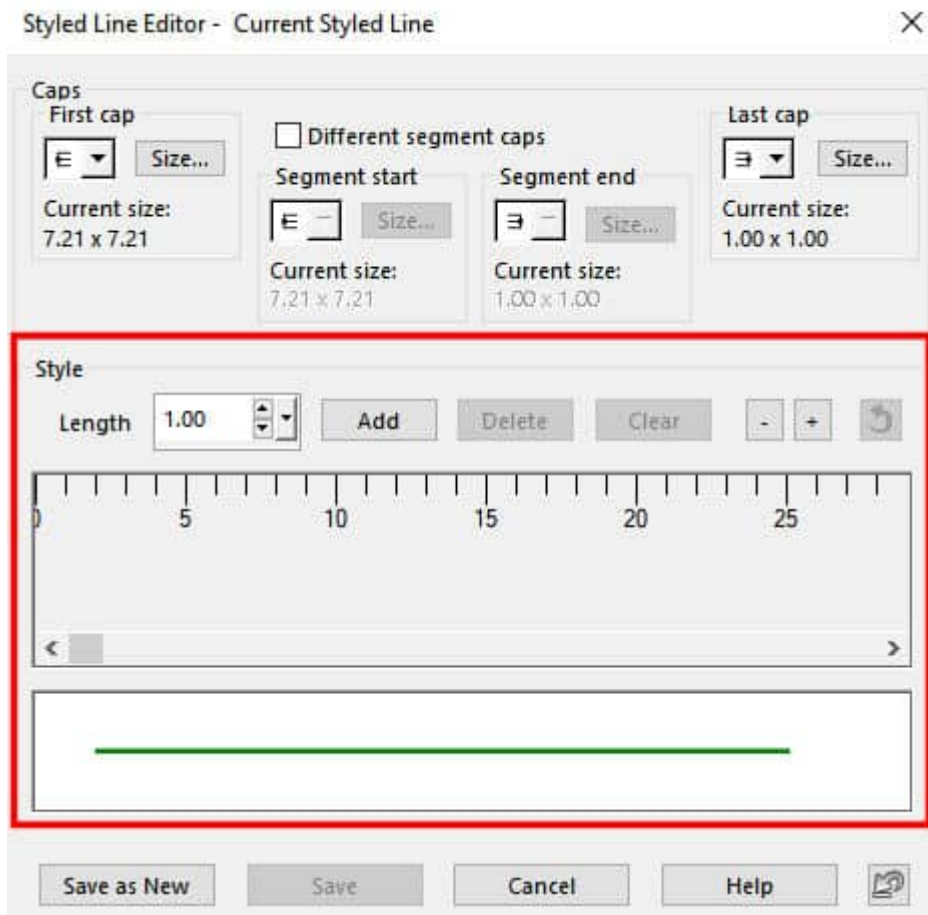 Styled Line Editor - Current Styled Line
Caps
First cap
Size...
Current size:
7.21 x 7.21
Different segment caps
Segment start
Size...
Current size:
7.21 x 7.21
Segment end
Size...
Current size:
1.00 x 1.00
Last cap
Size...
Current size:
1.00 x 1.00
Style
Length 1.00 Add Delete Clear - +
0 5 10 15 20 25
Save as New Save Cancel Help